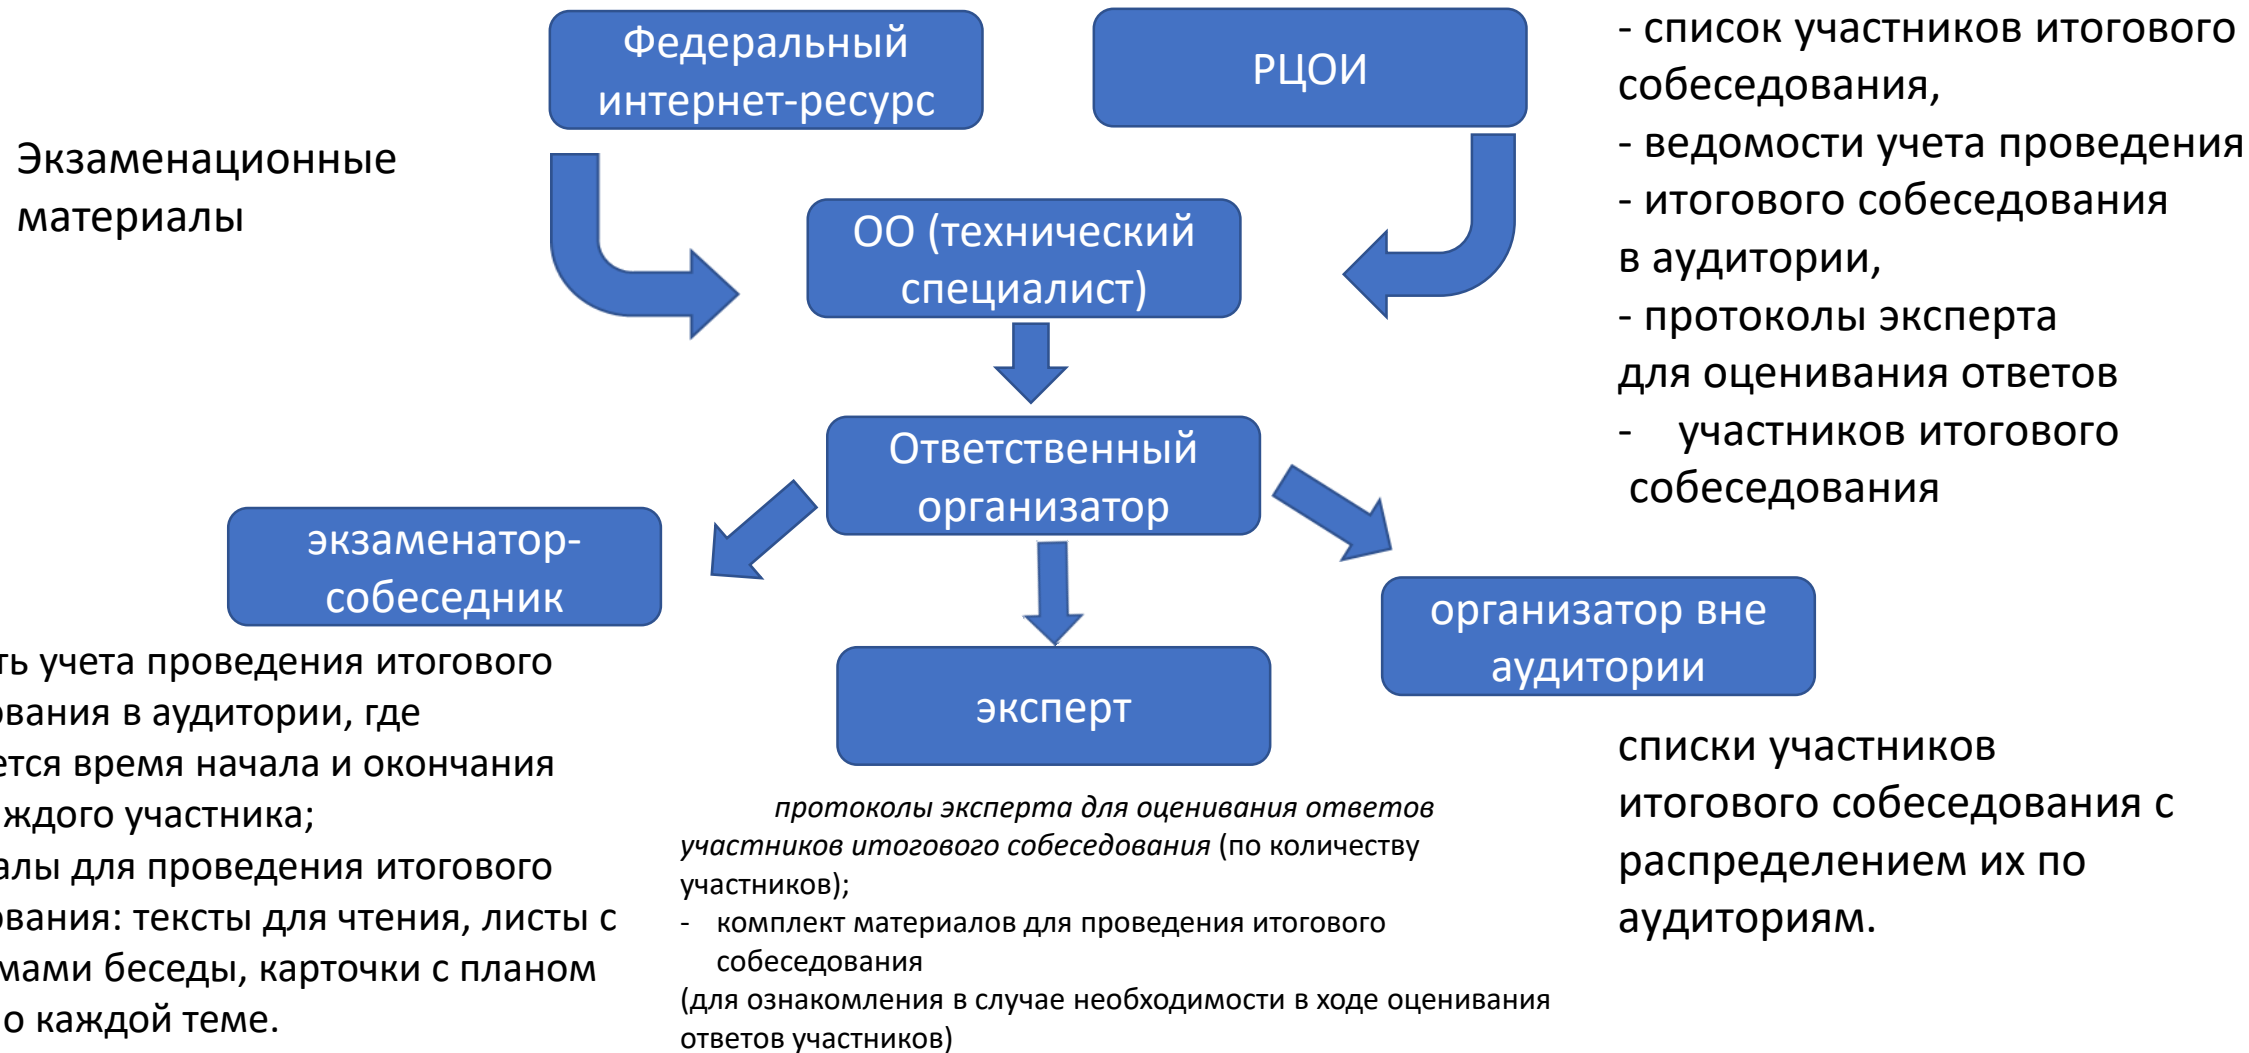 Федеральный
интернет-ресурс
РЦОИ
- список участников итогового
собеседования,
- ведомости учета проведения
- итогового собеседования
в аудитории,
- протоколы эксперта
для оценивания ответов
- участников итогового
собеседования
Экзаменационные
материалы
ОО (технический
специалист)
Ответственный
организатор
экзаменатор-
собеседник
организатор вне
аудитории
эксперт
учета проведения итогового
в аудитории, где
время начала и окончания
участника;
для проведения итогового
тексты для чтения, листы с
беседы, карточки с планом
каждой теме.
протоколы эксперта для оценивания ответов
участников итогового собеседования (по количеству
участников);
- комплект материалов для проведения итогового
собеседования
(для ознакомления в случае необходимости в ходе оценивания
ответов участников)
списки участников
итогового собеседования с
распределением их по
аудиториям.